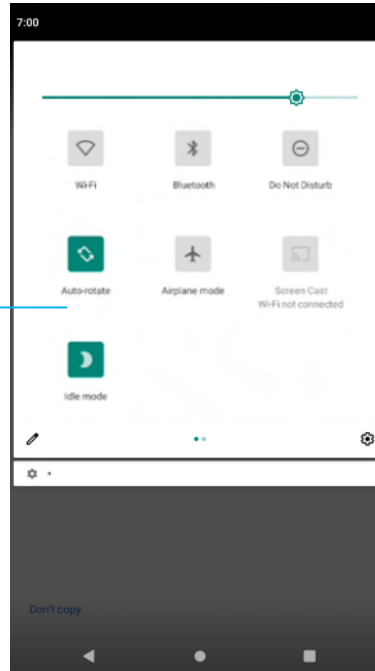 7:00
Wi-Fi
Bluetooth
Do Not Disturb
Auto-rotate
Airplane mode
Screen Cast
Wi-Fi not connected
Idle mode
Don't copy